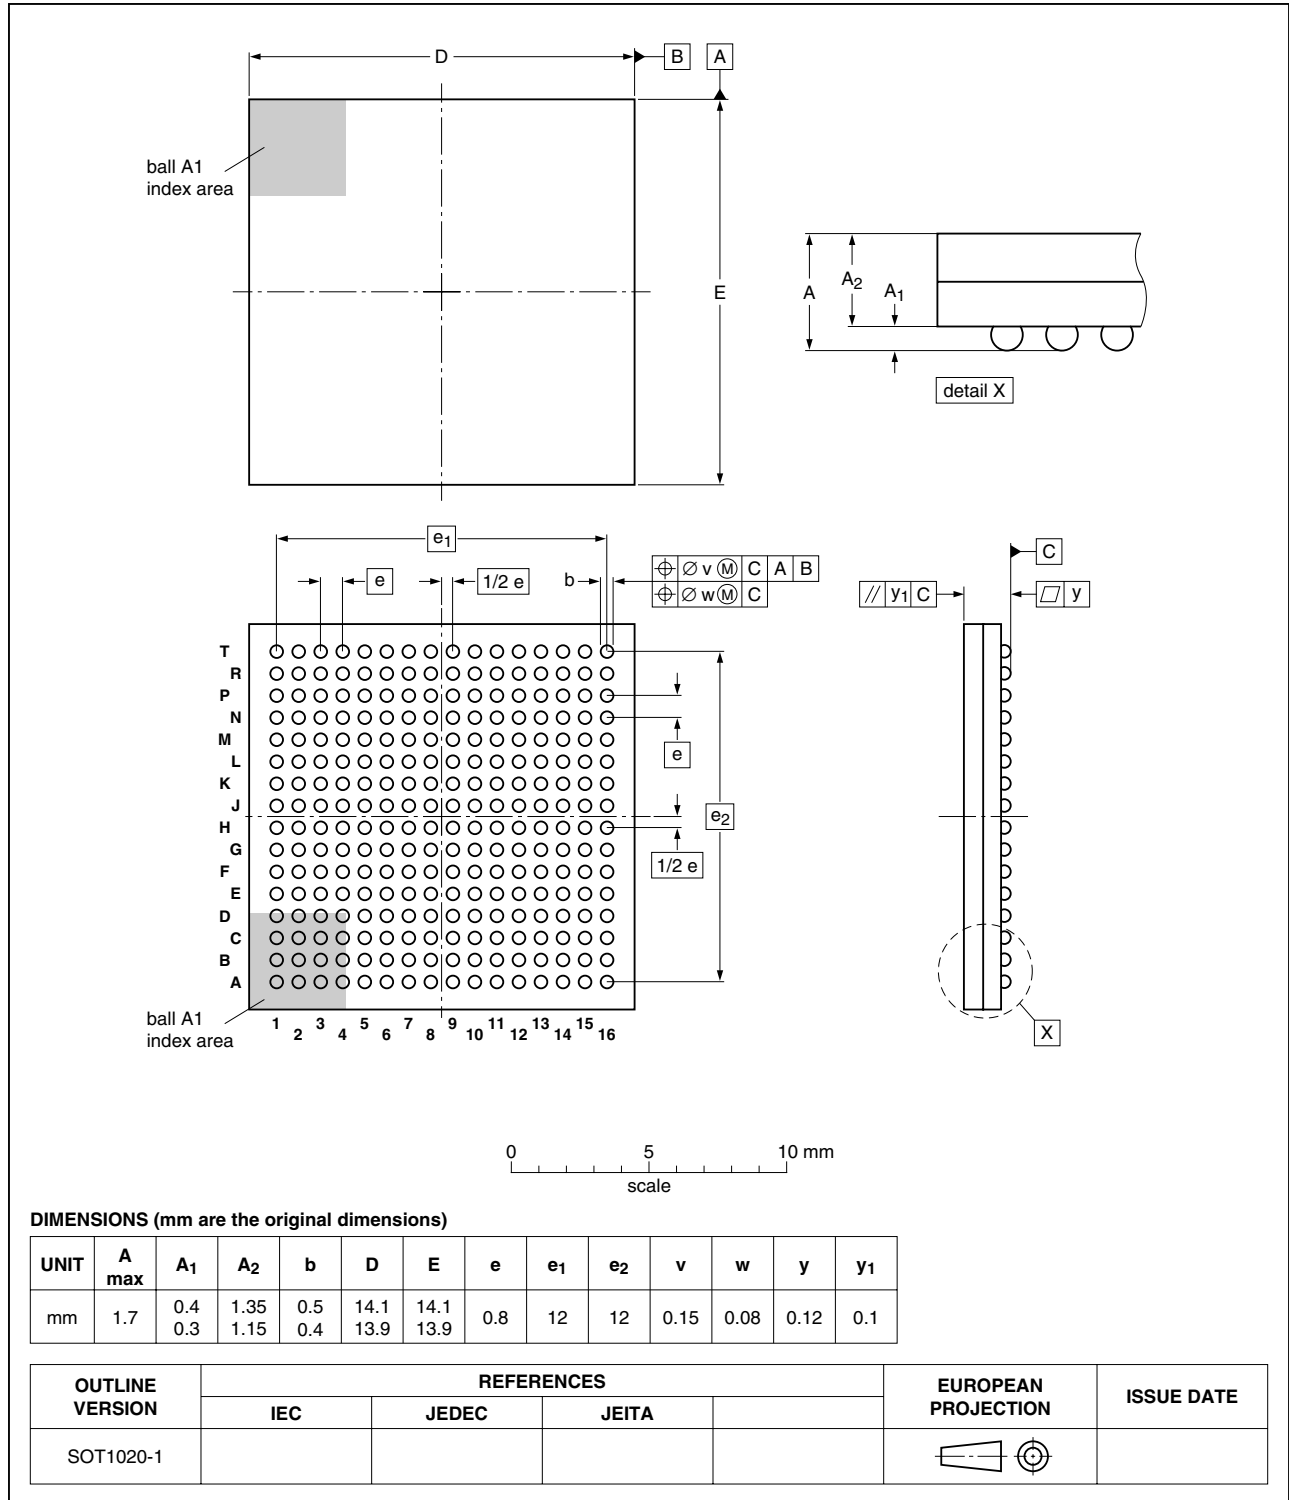 D
B
A
ball A1
index area
E
A
A2
A1
detail X
e1
e
1/2 e
b
⌖ ∅ v Ⓜ C A B
⌖ ∅ w Ⓜ C
C
// y1 C
⏥ y
T
R
P
N
M
L
K
J
H
G
F
E
D
C
B
A
e
e2
1/2 e
ball A1
index area
1 3 5 7 9 11 13 15
2 4 6 8 10 12 14 16
X
0 5 10 mm
scale
DIMENSIONS (mm are the original dimensions)
UNIT A max A1 A2 b D E e e1 e2 v w y y1
mm 1.7 0.4 0.3 1.35 1.15 0.5 0.4 14.1 13.9 14.1 13.9 0.8 12 12 0.15 0.08 0.12 0.1
OUTLINE VERSION REFERENCES EUROPEAN PROJECTION ISSUE DATE
IEC JEDEC JEITA
SOT1020-1